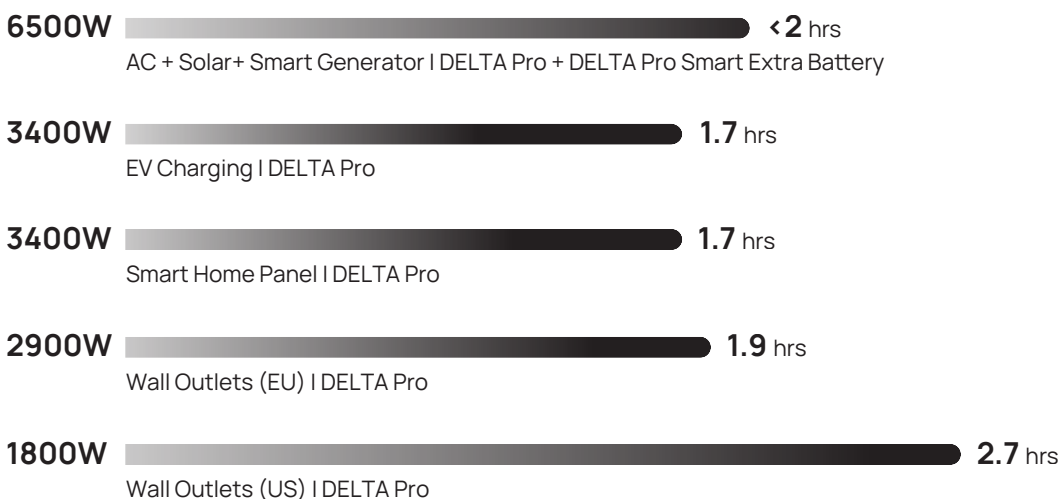 6500W <2 hrs
AC + Solar+ Smart Generator I DELTA Pro + DELTA Pro Smart Extra Battery
3400W 1.7 hrs
EV Charging I DELTA Pro
3400W 1.7 hrs
Smart Home Panel I DELTA Pro
2900W 1.9 hrs
Wall Outlets (EU) I DELTA Pro
1800W 2.7 hrs
Wall Outlets (US) I DELTA Pro